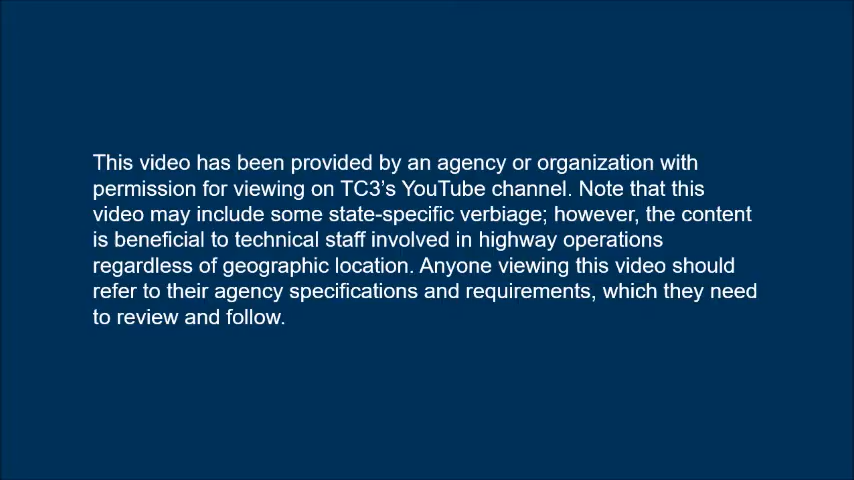 This video has been provided by an agency or organization with
permission for viewing on TC3’s YouTube channel. Note that this
video may include some state-specific verbiage; however, the content
is beneficial to technical staff involved in highway operations
regardless of geographic location. Anyone viewing this video should
refer to their agency specifications and requirements, which they need
to review and follow.